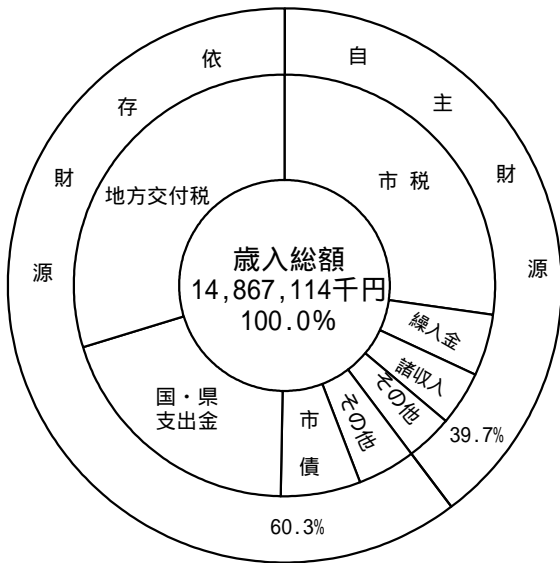 依存財源
自主財源
地方交付税
市税
歳入総額
14,867,114千円
100.0%
繰入金
諸収入
その他
39.7%
国・県
支出金
市債
その他
60.3%